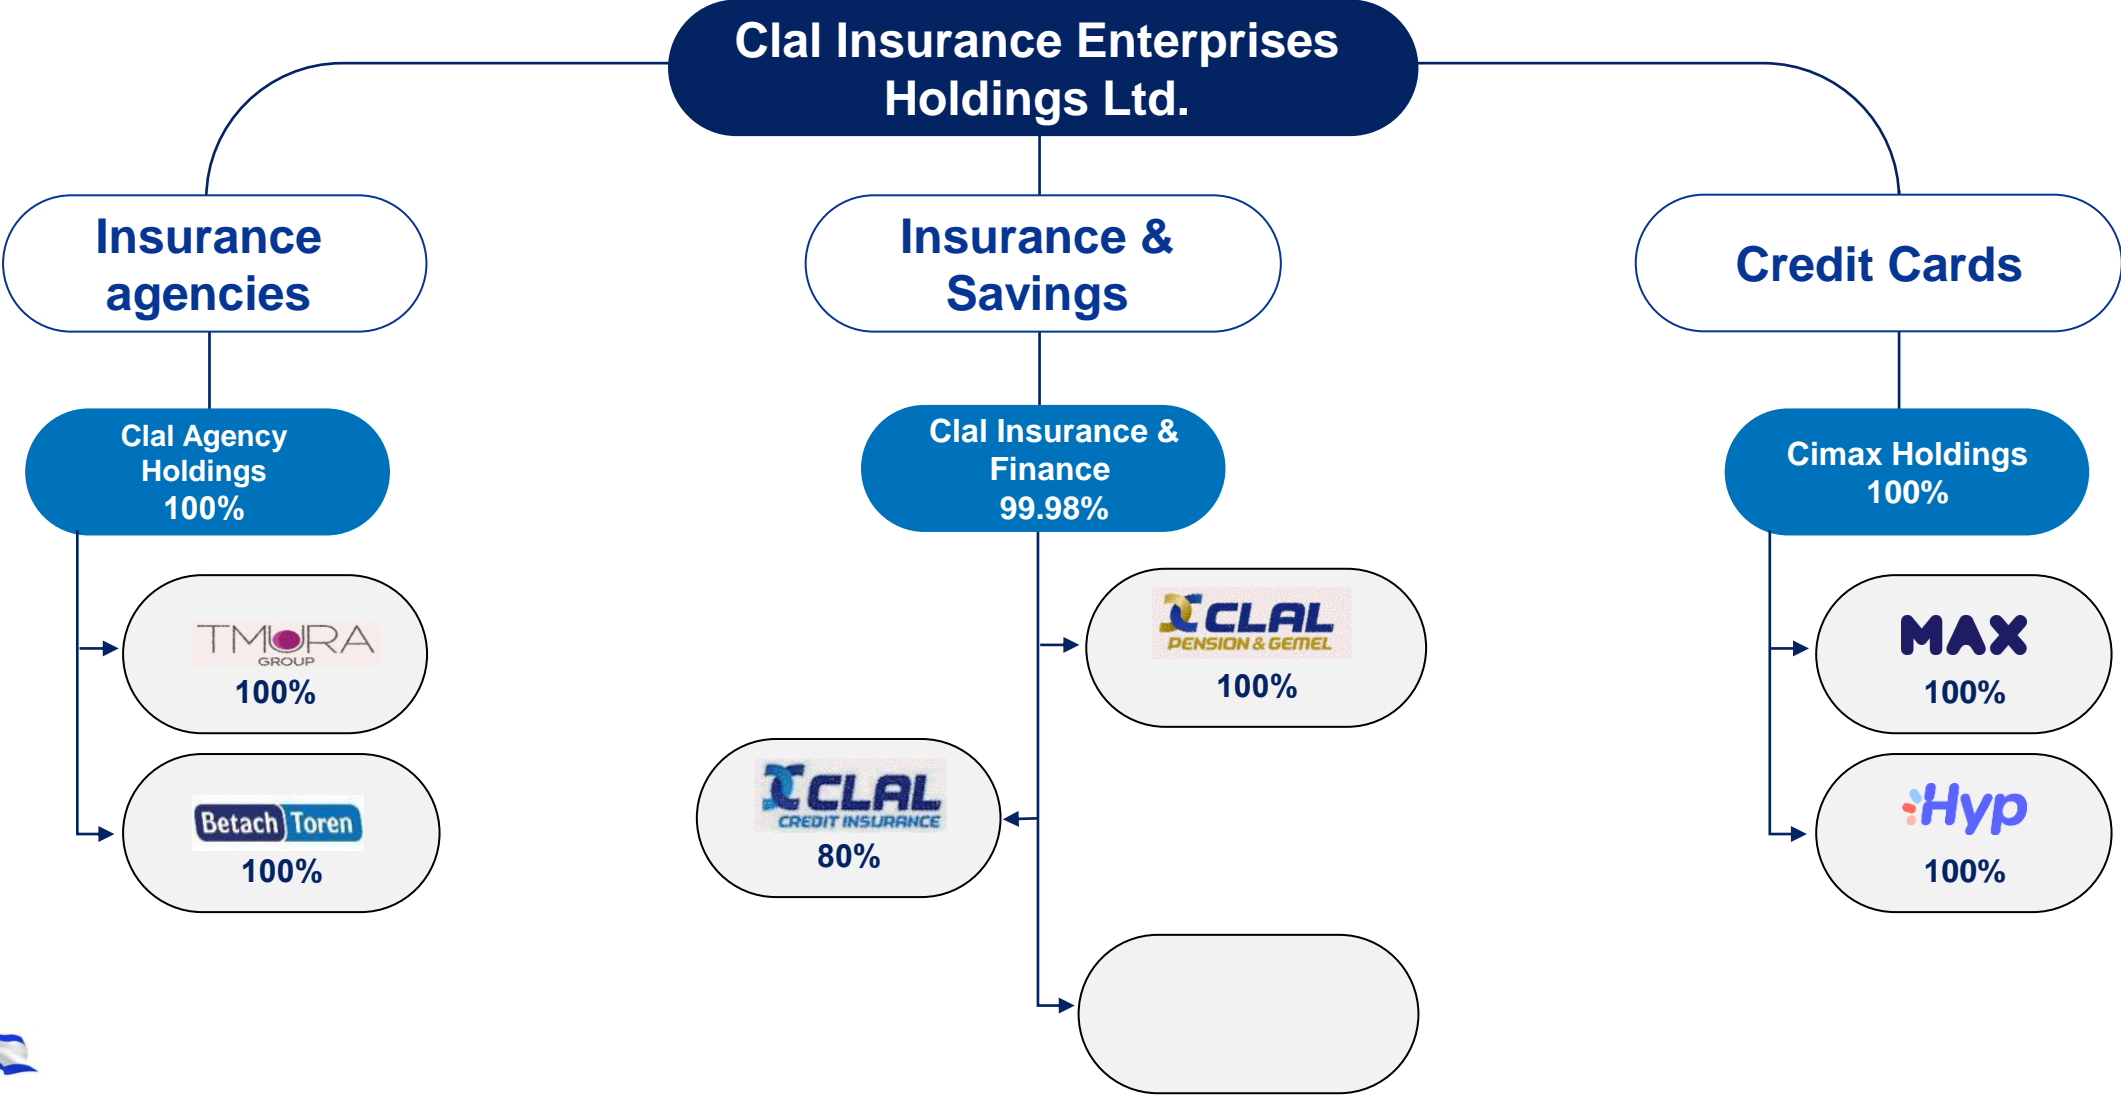 Clal Insurance Enterprises
Holdings Ltd.
Insurance
agencies
Insurance &
Savings
Credit Cards
Clal Agency
Holdings
100%
Clal Insurance &
Finance
99.98%
Cimax Holdings
100%
TMURA
GROUP
100%
CLAL
PENSION & GEMEL
100%
MAX
100%
CLAL
CREDIT INSURANCE
80%
Betach Toren
100%
Hyp
100%